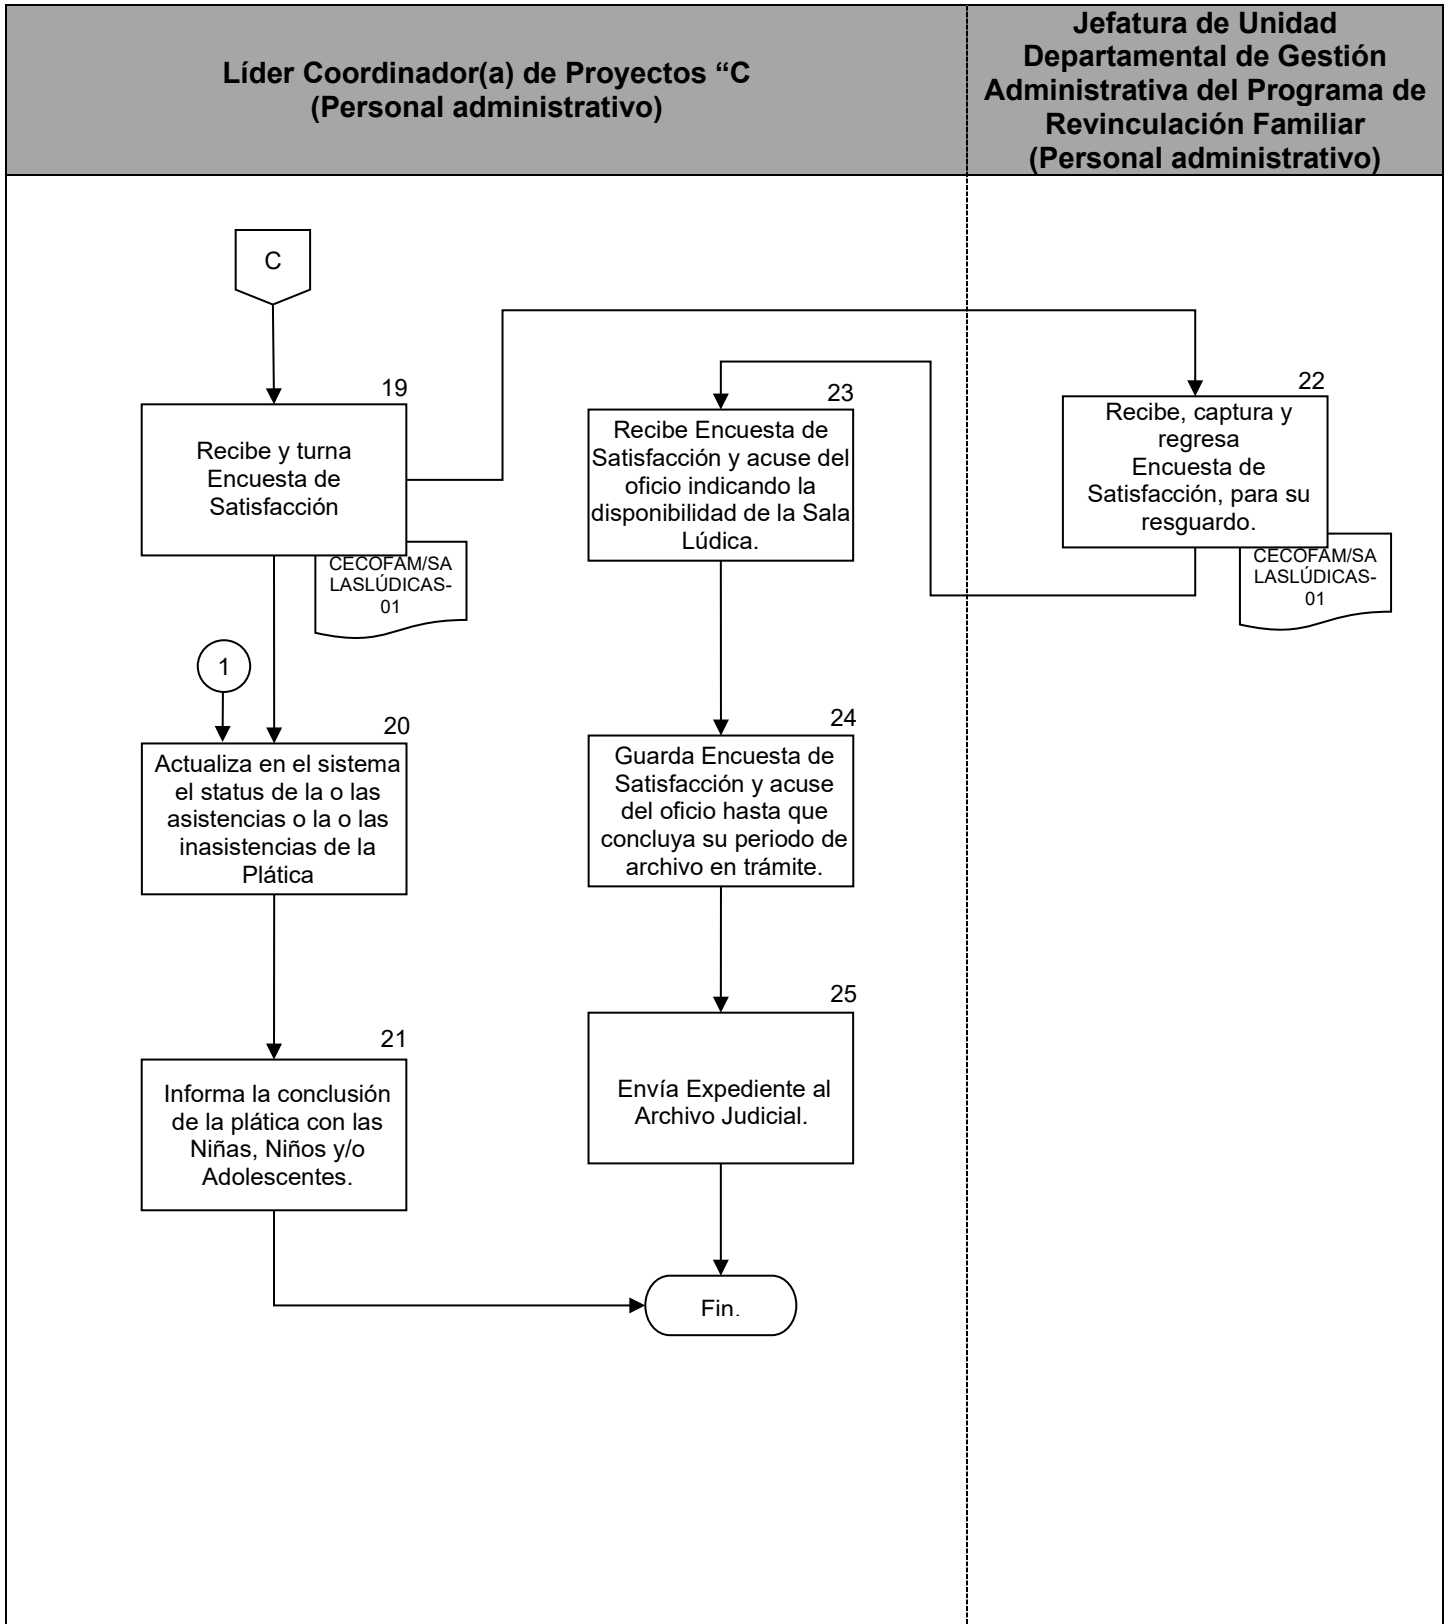 Líder Coordinador(a) de Proyectos “C
(Personal administrativo)
Jefatura de Unidad
Departamental de Gestión
Administrativa del Programa de
Revinculación Familiar
(Personal administrativo)
C
19
Recibe y turna
Encuesta de
Satisfacción
CECOFAM/SA
LASLÚDICAS-
01
1
20
Actualiza en el sistema
el status de la o las
asistencias o la o las
inasistencias de la
Plática
21
Informa la conclusión
de la plática con las
Niñas, Niños y/o
Adolescentes.
22
Recibe, captura y
regresa
Encuesta de
Satisfacción, para su
resguardo.
CECOFAM/SA
LASLÚDICAS-
01
23
Recibe Encuesta de
Satisfacción y acuse del
oficio indicando la
disponibilidad de la Sala
Lúdica.
24
Guarda Encuesta de
Satisfacción y acuse
del oficio hasta que
concluya su periodo de
archivo en trámite.
25
Envía Expediente al
Archivo Judicial.
Fin.